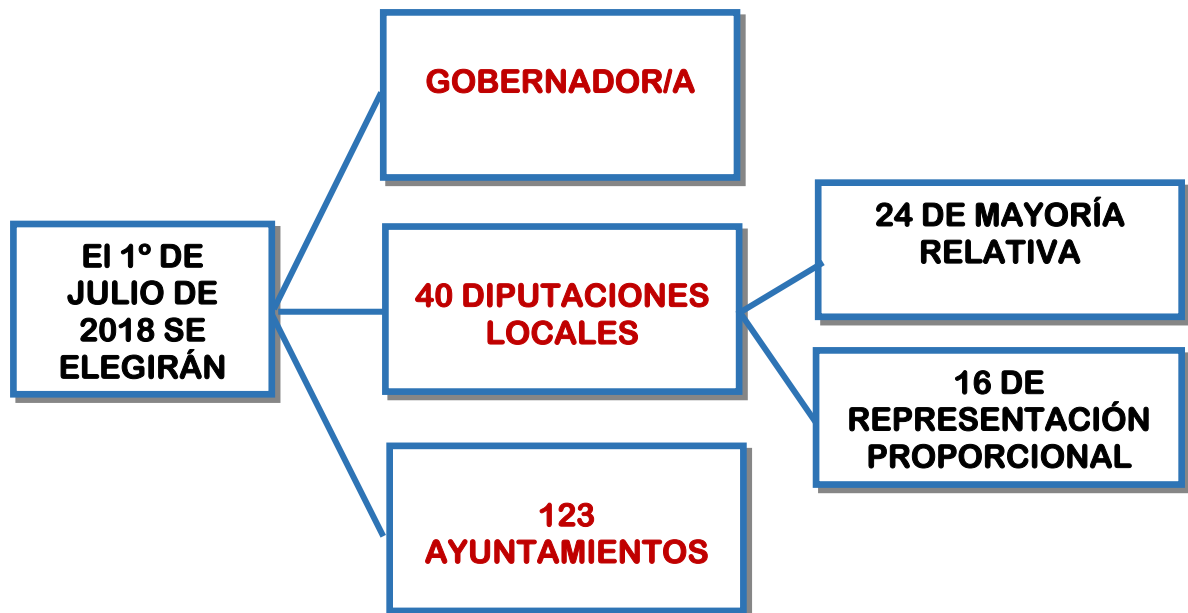 El 1º DE
JULIO DE
2018 SE
ELEGIRÁN
GOBERNADOR/A
40 DIPUTACIONES
LOCALES
24 DE MAYORÍA
RELATIVA
16 DE
REPRESENTACIÓN
PROPORCIONAL
123
AYUNTAMIENTOS